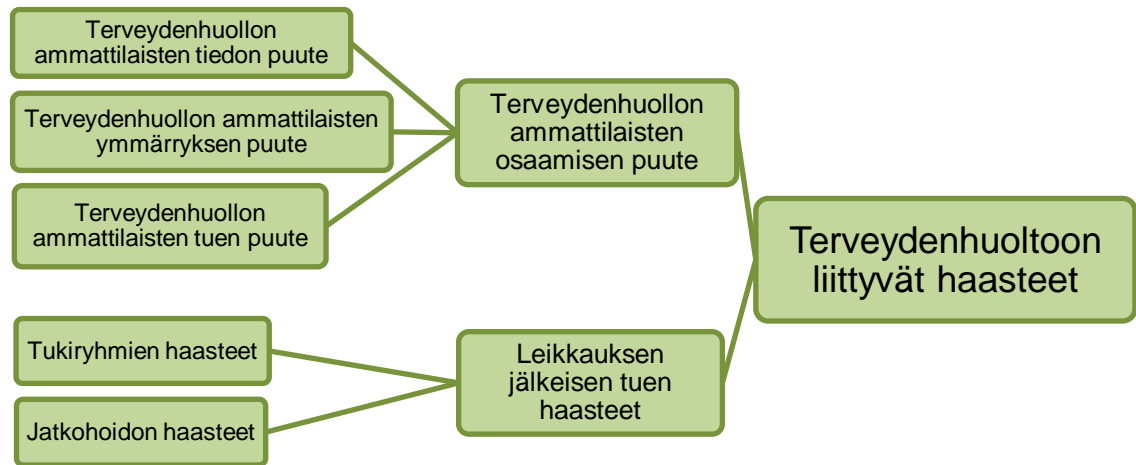 Terveydenhuollon
ammattilaisten tiedon puute
Terveydenhuollon ammattilaisten
ymmärryksen puute
Terveydenhuollon
ammattilaisten tuen puute
Tukiryhmien haasteet
Jatkohoidon haasteet
Terveydenhuollon
ammattilaisten
osaamisen puute
Leikkauksen
jälkeisen tuen
haasteet
Terveydenhuoltoon
liittyvät haasteet